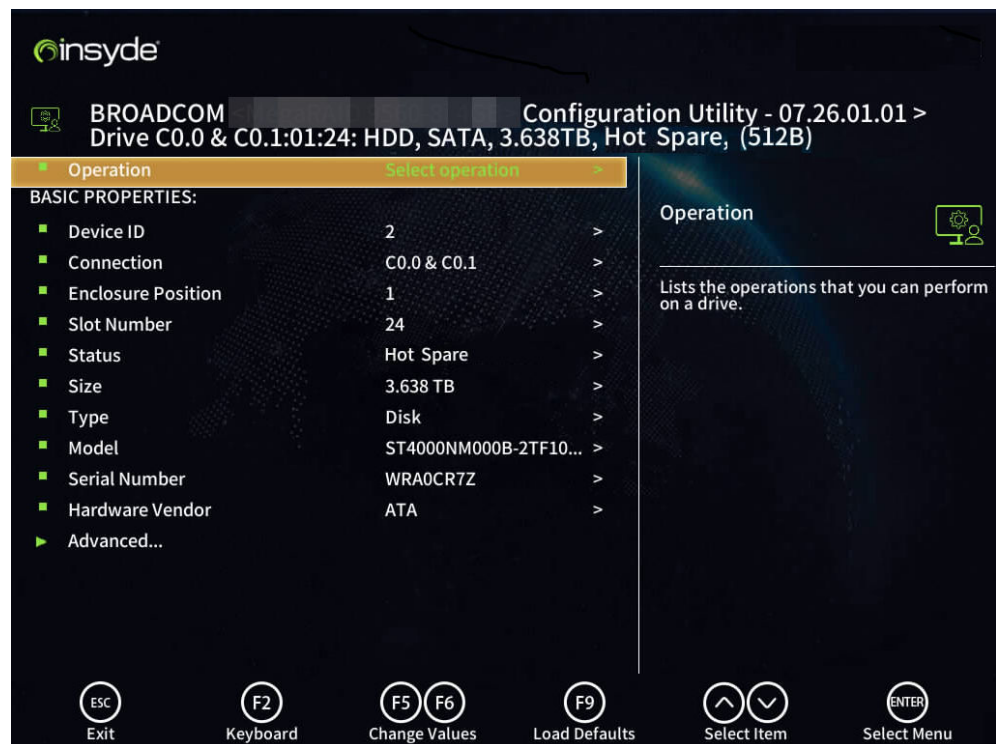 insyde
BROADCOM Configuration Utility - 07.26.01.01 >
Drive C0.0 & C0.1:01:24: HDD, SATA, 3.638TB, Hot Spare, (512B)
Operation Select operation >
BASIC PROPERTIES:
Device ID 2 >
Connection C0.0 & C0.1 >
Enclosure Position 1 >
Slot Number 24 >
Status Hot Spare >
Size 3.638 TB >
Type Disk >
Model ST4000NM000B-2TF10... >
Serial Number WRA0CR7Z >
Hardware Vendor ATA >
Advanced...
Operation
Lists the operations that you can perform
on a drive.
ESC F2 F5 F6 F9 ENTER
Exit Keyboard Change Values Load Defaults Select Item Select Menu